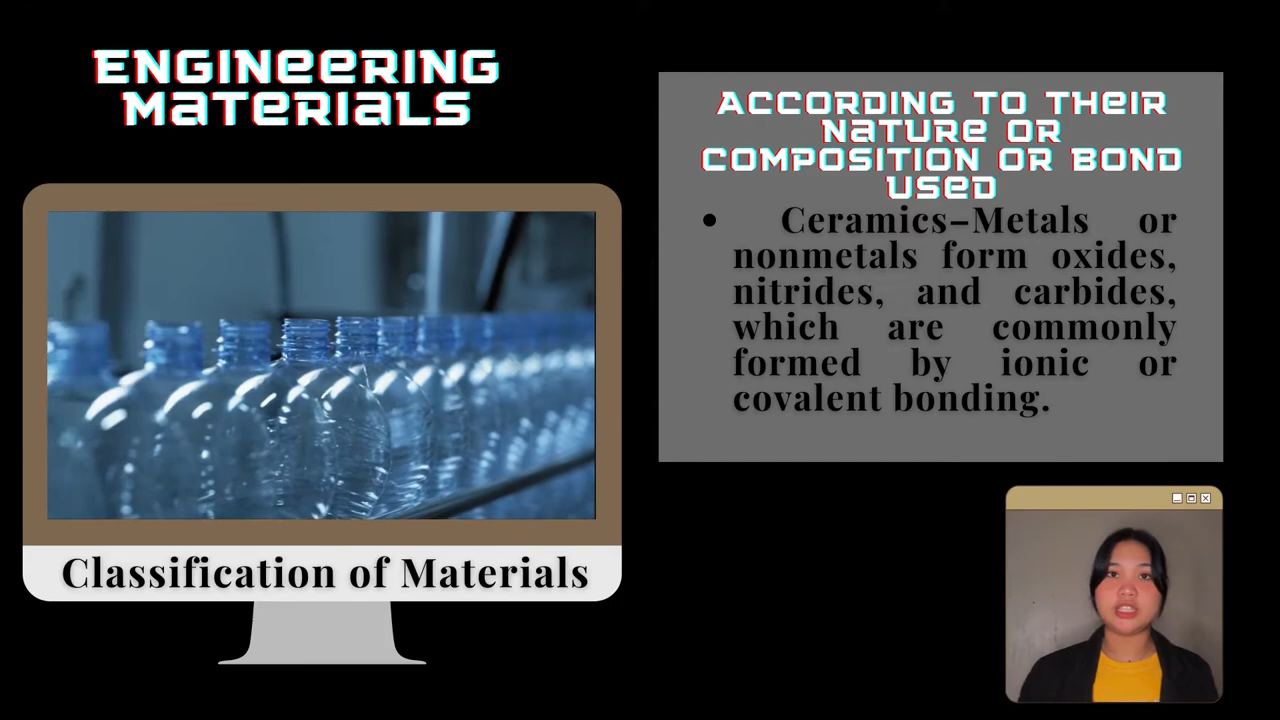 ENGINEERING
MATERIALS
Classification of Materials
ACCORDING TO THEIR
NATURE OR
COMPOSITION OR BOND
USED
• Ceramics–Metals or
nonmetals form oxides,
nitrides, and carbides,
which are commonly
formed by ionic or
covalent bonding.